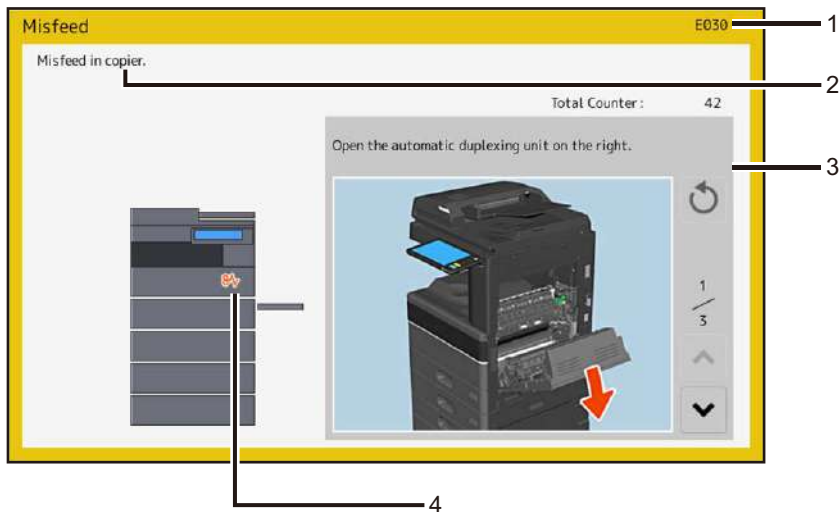 Misfeed
E030
1
Misfeed in copier.
2
Total Counter :
42
Open the automatic duplexing unit on the right.
3
1
3
4